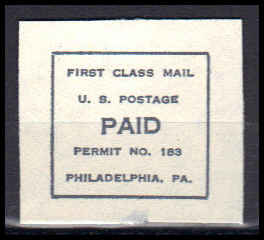 FIRST CLASS MAIL
U. S. POSTAGE
PAID
PERMIT NO. 183
PHILADELPHIA, PA.